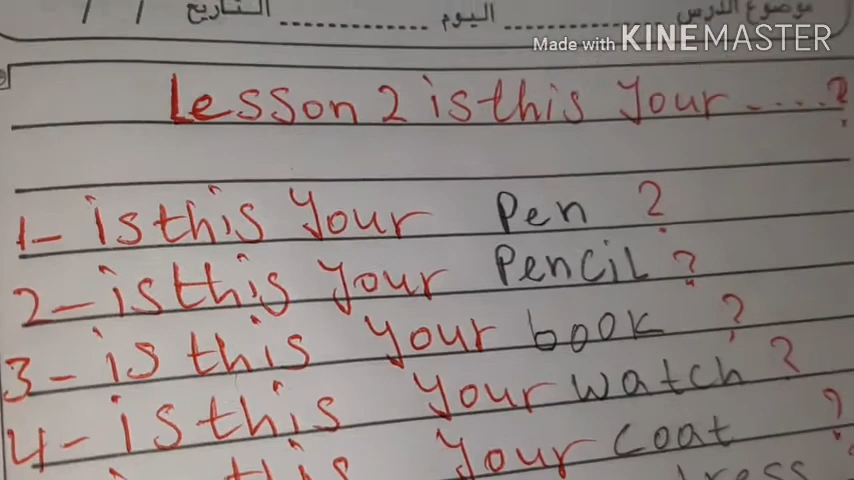 موضوع الدرس ................ اليوم ................ التاريخ / /
Made with KINEMASTER
Lesson 2 is this your ....?
1- is this your Pen ?
2- is this your Pencil ?
3- is this your book ?
4- is this your watch ?
this your coat ?